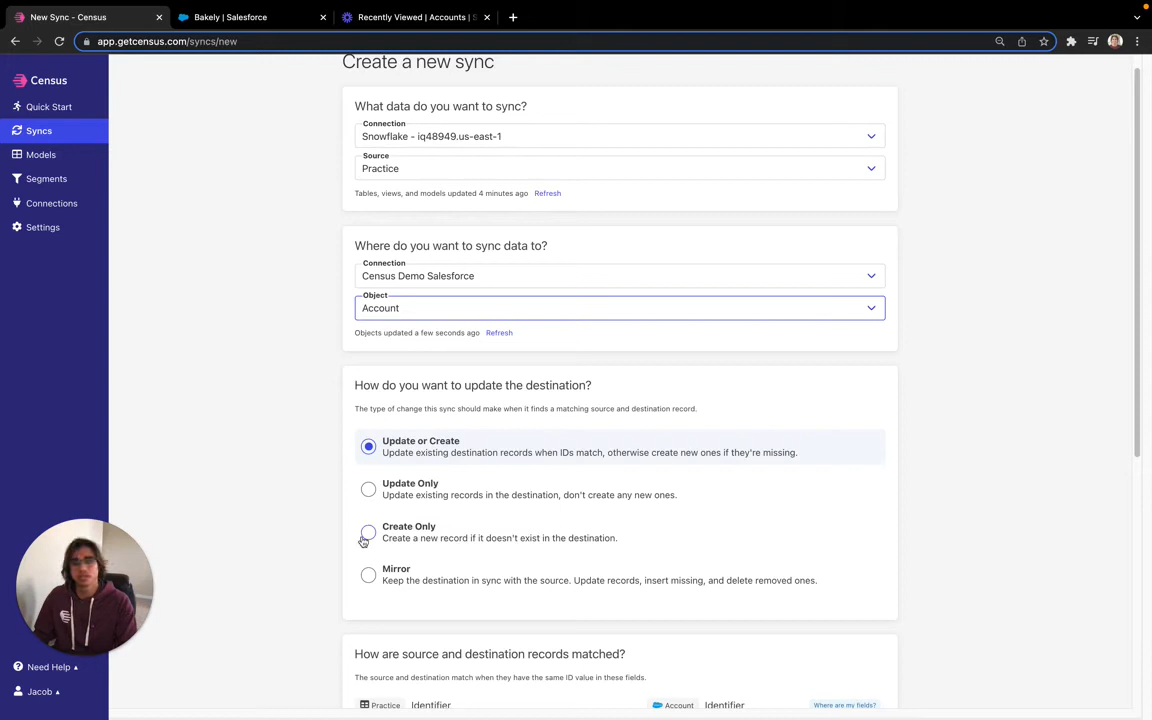 New Sync - Census
Bakely | Salesforce
Recently Viewed | Accounts | S
app.getcensus.com/syncs/new
Census
Quick Start
Syncs
Models
Segments
Connections
Settings
Need Help ▴
Jacob ▴
Create a new sync
What data do you want to sync?
Connection
Snowflake - iq48949.us-east-1
Source
Practice
Tables, views, and models updated 4 minutes ago Refresh
Where do you want to sync data to?
Connection
Census Demo Salesforce
Object
Account
Objects updated a few seconds ago Refresh
How do you want to update the destination?
The type of change this sync should make when it finds a matching source and destination record.
Update or Create
Update existing destination records when IDs match, otherwise create new ones if they're missing.
Update Only
Update existing records in the destination, don't create any new ones.
Create Only
Create a new record if it doesn't exist in the destination.
Mirror
Keep the destination in sync with the source. Update records, insert missing, and delete removed ones.
How are source and destination records matched?
The source and destination match when they have the same ID value in these fields.
Practice Identifier Account Identifier Where are my fields?